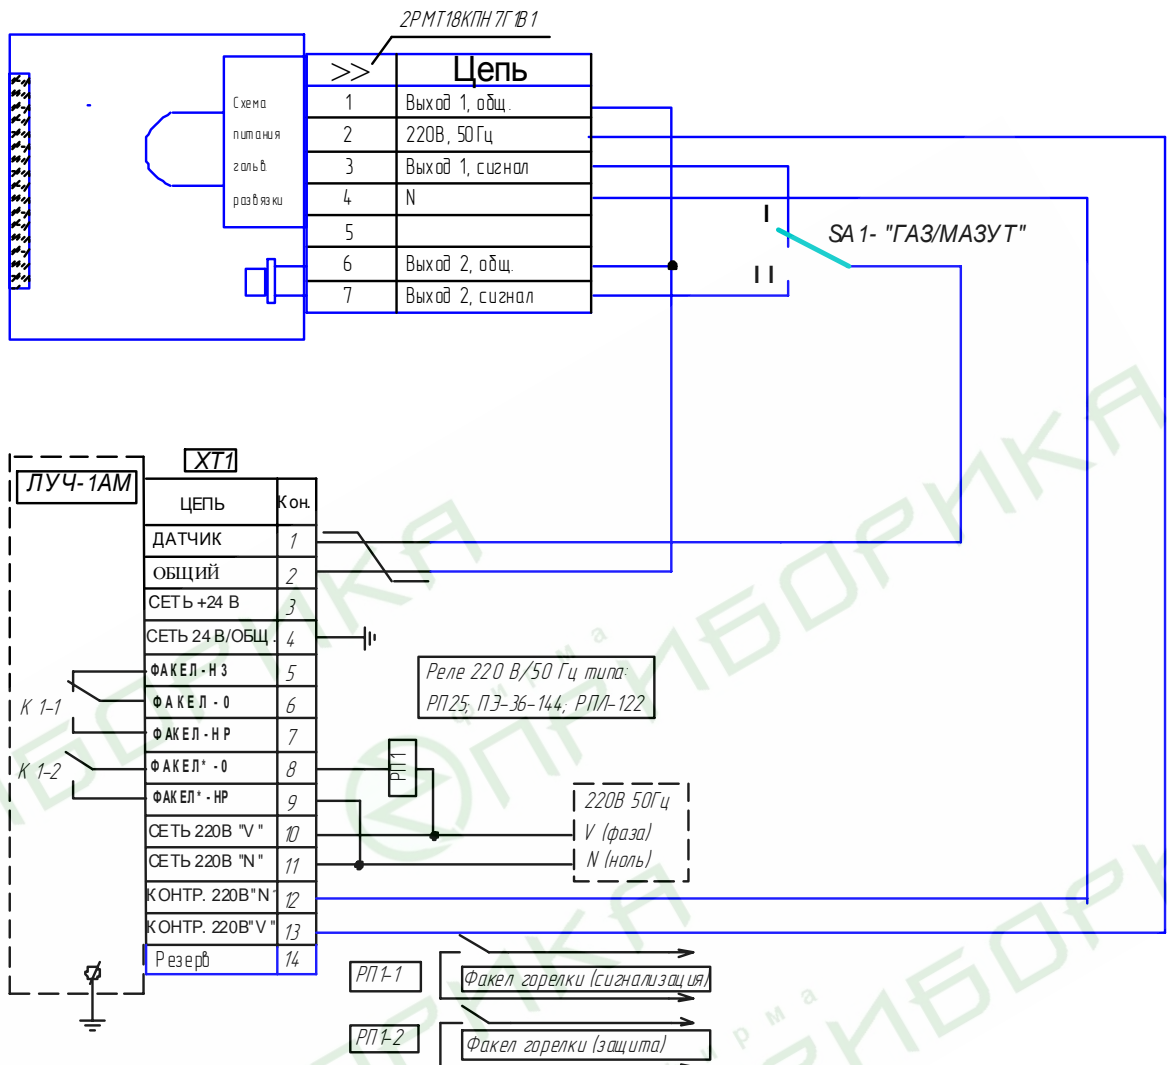 2РМТ18КПН7Г1В1
>> Цепь
Схема
питания
гальв.
развязки
1 Выход 1, общ.
2 220В, 50Гц
3 Выход 1, сигнал
4 N
5
6 Выход 2, общ.
7 Выход 2, сигнал
I
II
SA1- "ГАЗ/МАЗУТ"
ЛУЧ-1АМ
XT1
ЦЕПЬ Кон.
ДАТЧИК 1
ОБЩИЙ 2
СЕТЬ +24 В 3
СЕТЬ 24 В/ОБЩ. 4
ФАКЕЛ-НЗ 5
ФАКЕЛ-0 6
ФАКЕЛ-НР 7
ФАКЕЛ*-0 8
ФАКЕЛ*-НР 9
СЕТЬ 220В "V" 10
СЕТЬ 220В "N" 11
КОНТР. 220В"N" 12
КОНТР. 220В"V" 13
Резерв 14
К 1-1
К 1-2
Реле 220 В/50 Гц типа:
РП25; ПЭ-36-144; РПЛ-122
РП1
220В 50Гц
V (фаза)
N (ноль)
РП1-1
Факел горелки (сигнализация)
РП1-2
Факел горелки (защита)
фирма
ПРИБОРИКА